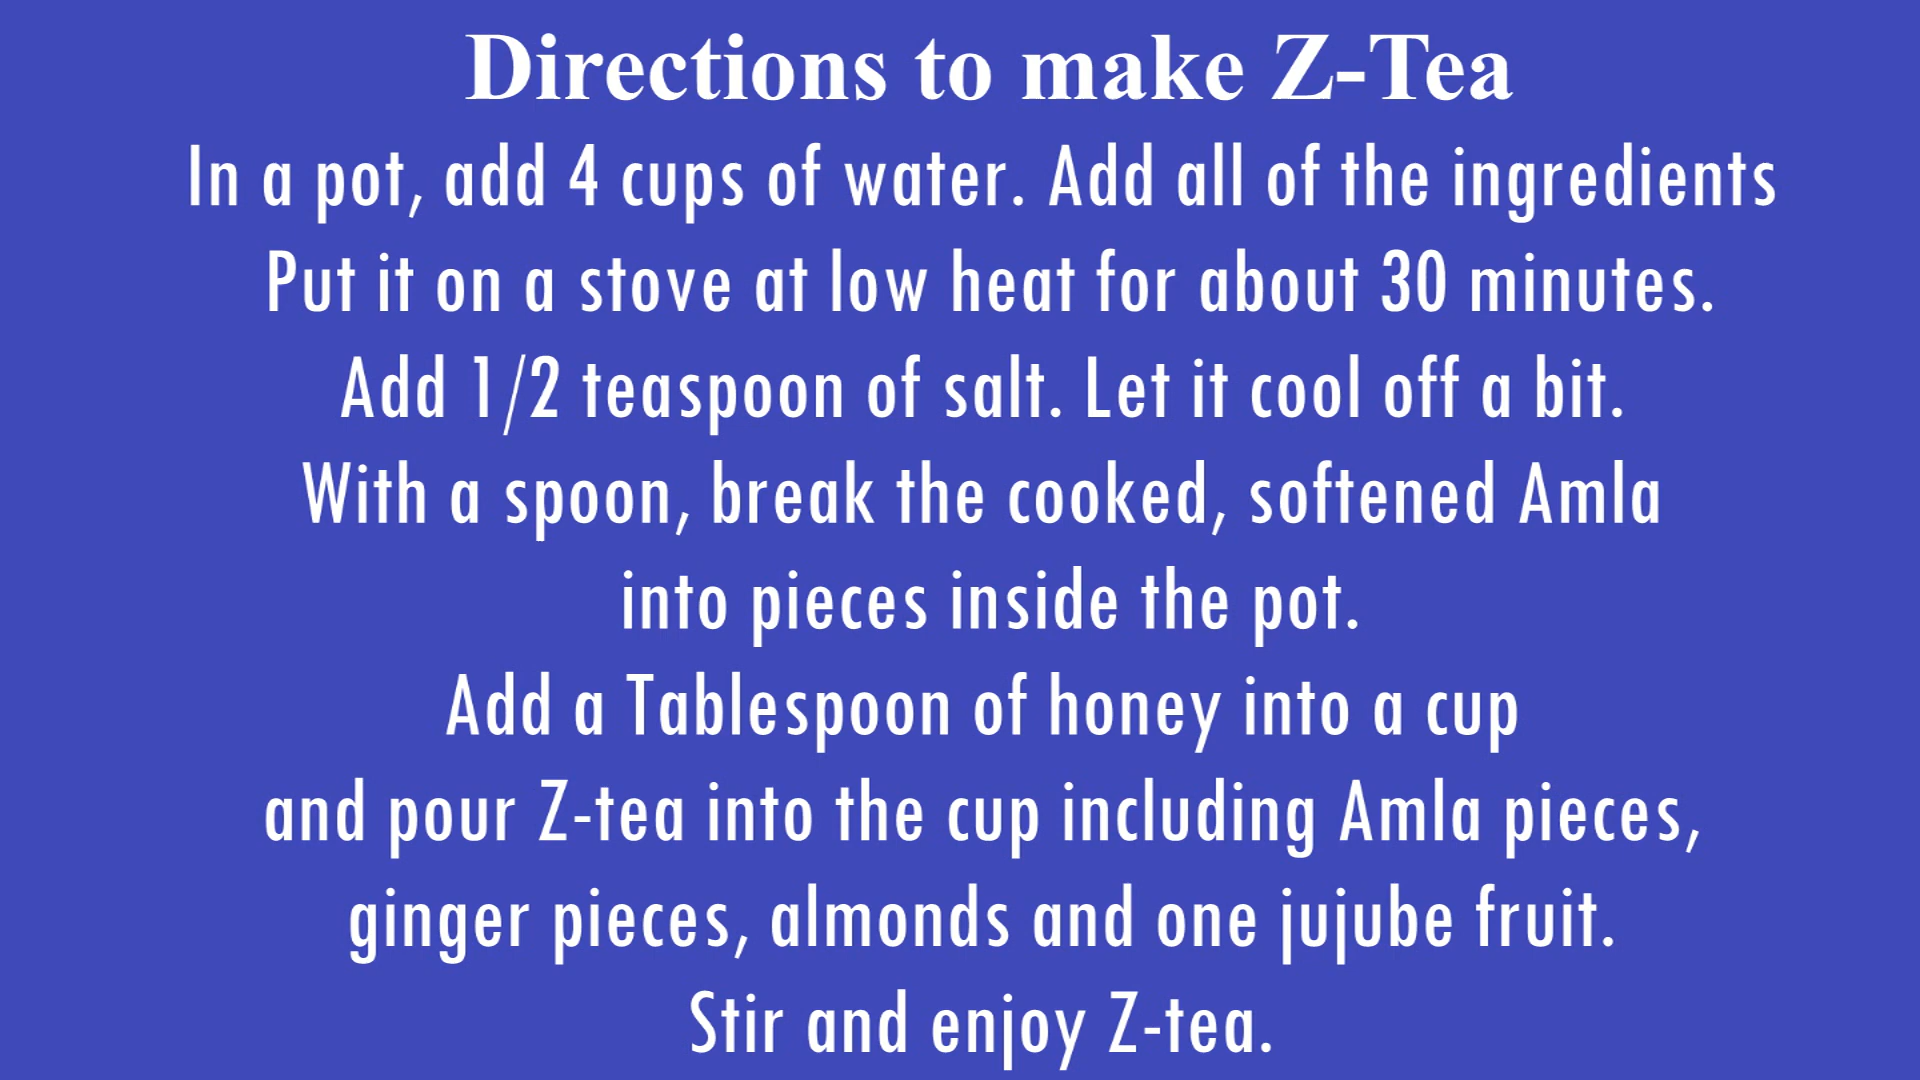 Directions to make Z-Tea
In a pot, add 4 cups of water. Add all of the ingredients
Put it on a stove at low heat for about 30 minutes.
Add 1/2 teaspoon of salt. Let it cool off a bit.
With a spoon, break the cooked, softened Amla
into pieces inside the pot.
Add a Tablespoon of honey into a cup
and pour Z-tea into the cup including Amla pieces,
ginger pieces, almonds and one jujube fruit.
Stir and enjoy Z-tea.